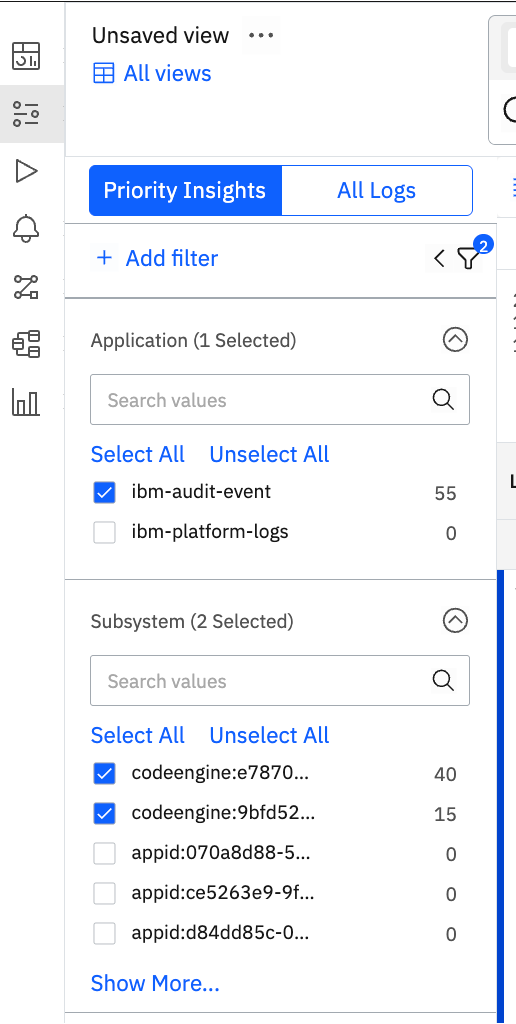 Unsaved view
All views
Priority Insights
All Logs
+ Add filter
2
Application (1 Selected)
Search values
Select All Unselect All
ibm-audit-event 55
ibm-platform-logs 0
Subsystem (2 Selected)
Search values
Select All Unselect All
codeengine:e7870... 40
codeengine:9bfd52... 15
appid:070a8d88-5... 0
appid:ce5263e9-9f... 0
appid:d84dd85c-0... 0
Show More...